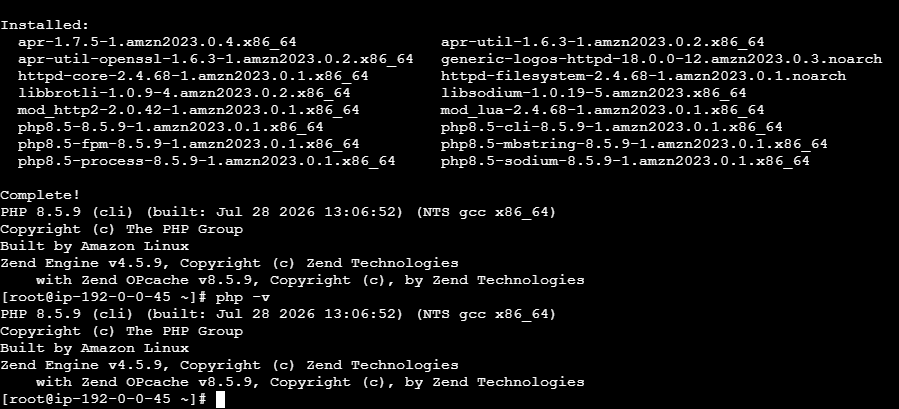 Installed:
  apr-1.7.5-1.amzn2023.0.4.x86_64                apr-util-1.6.3-1.amzn2023.0.2.x86_64
  apr-util-openssl-1.6.3-1.amzn2023.0.2.x86_64   generic-logos-httpd-18.0.0-12.amzn2023.0.3.noarch
  httpd-core-2.4.68-1.amzn2023.0.1.x86_64        httpd-filesystem-2.4.68-1.amzn2023.0.1.noarch
  libbrotli-1.0.9-4.amzn2023.0.2.x86_64          libsodium-1.0.19-5.amzn2023.x86_64
  mod_http2-2.0.42-1.amzn2023.0.1.x86_64         mod_lua-2.4.68-1.amzn2023.0.1.x86_64
  php8.5-8.5.9-1.amzn2023.0.1.x86_64             php8.5-cli-8.5.9-1.amzn2023.0.1.x86_64
  php8.5-fpm-8.5.9-1.amzn2023.0.1.x86_64         php8.5-mbstring-8.5.9-1.amzn2023.0.1.x86_64
  php8.5-process-8.5.9-1.amzn2023.0.1.x86_64     php8.5-sodium-8.5.9-1.amzn2023.0.1.x86_64

Complete!
PHP 8.5.9 (cli) (built: Jul 28 2026 13:06:52) (NTS gcc x86_64)
Copyright (c) The PHP Group
Built by Amazon Linux
Zend Engine v4.5.9, Copyright (c) Zend Technologies
    with Zend OPcache v8.5.9, Copyright (c), by Zend Technologies
[root@ip-192-0-0-45 ~]# php -v
PHP 8.5.9 (cli) (built: Jul 28 2026 13:06:52) (NTS gcc x86_64)
Copyright (c) The PHP Group
Built by Amazon Linux
Zend Engine v4.5.9, Copyright (c) Zend Technologies
    with Zend OPcache v8.5.9, Copyright (c), by Zend Technologies
[root@ip-192-0-0-45 ~]#